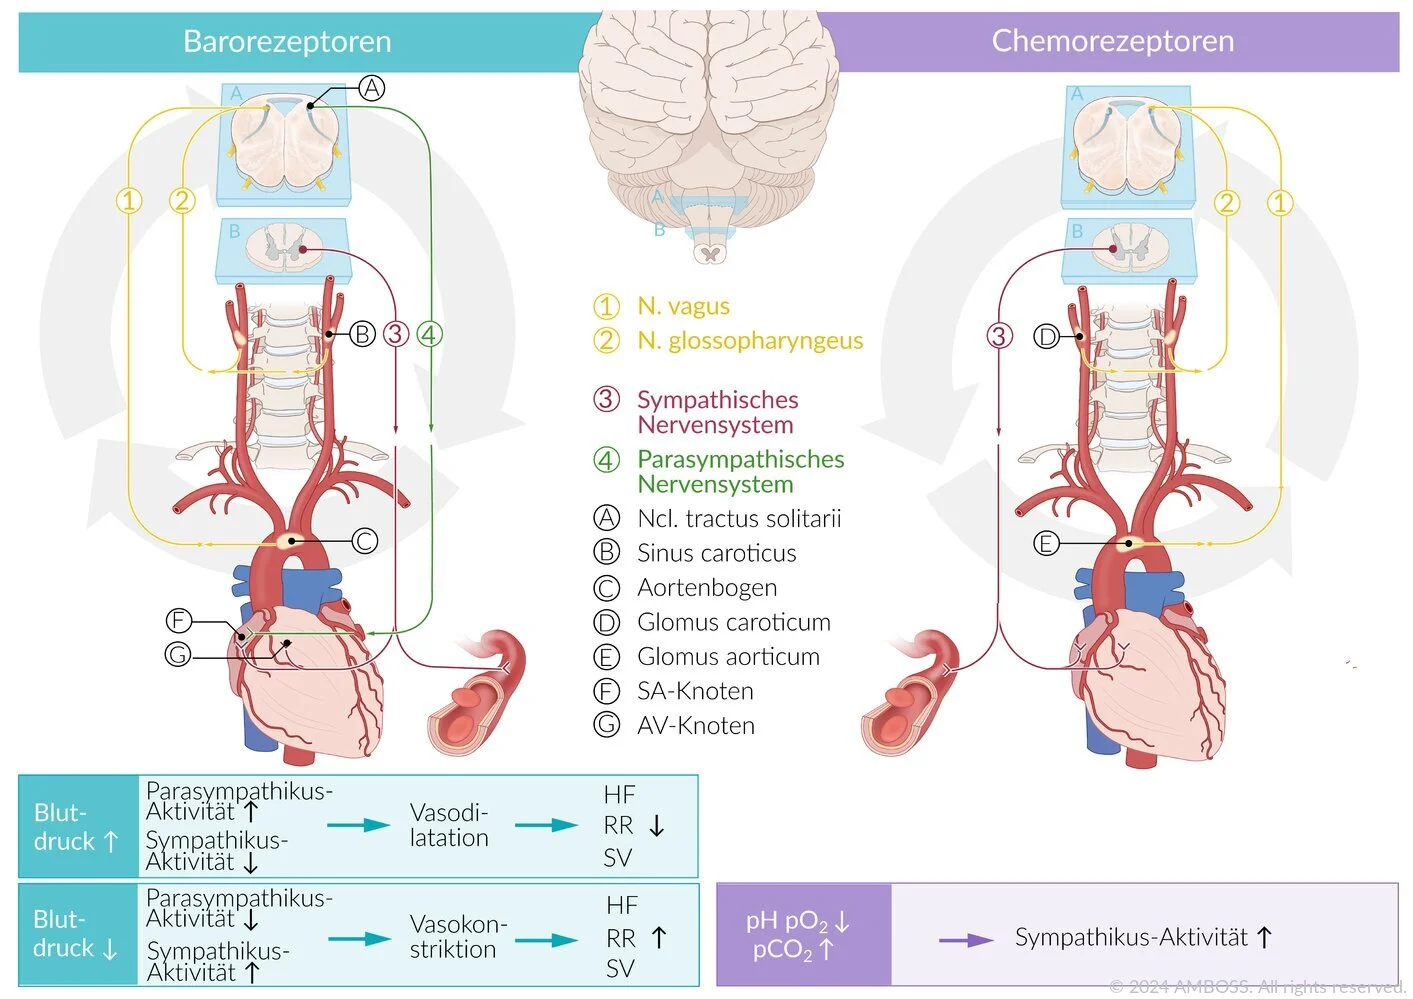 Barorezeptoren
Chemorezeptoren
A
A
A
1
2
B
A
B
2
1
B
B
3
4
3
D
1 N. vagus
2 N. glossopharyngeus
3 Sympathisches
Nervensystem
4 Parasympathisches
Nervensystem
A Ncl. tractus solitarii
B Sinus caroticus
C Aortenbogen
D Glomus caroticum
E Glomus aorticum
F SA-Knoten
G AV-Knoten
C
E
F
G
Blut-
druck ↑
Parasympathikus-
Aktivität ↑
Sympathikus-
Aktivität ↓
Vasodi-
latation
HF
RR ↓
SV
Blut-
druck ↓
Parasympathikus-
Aktivität ↓
Sympathikus-
Aktivität ↑
Vasokon-
striktion
HF
RR ↑
SV
pH pO₂ ↓
pCO₂ ↑
Sympathikus-Aktivität ↑
© 2024 AMBOSS. All rights reserved.